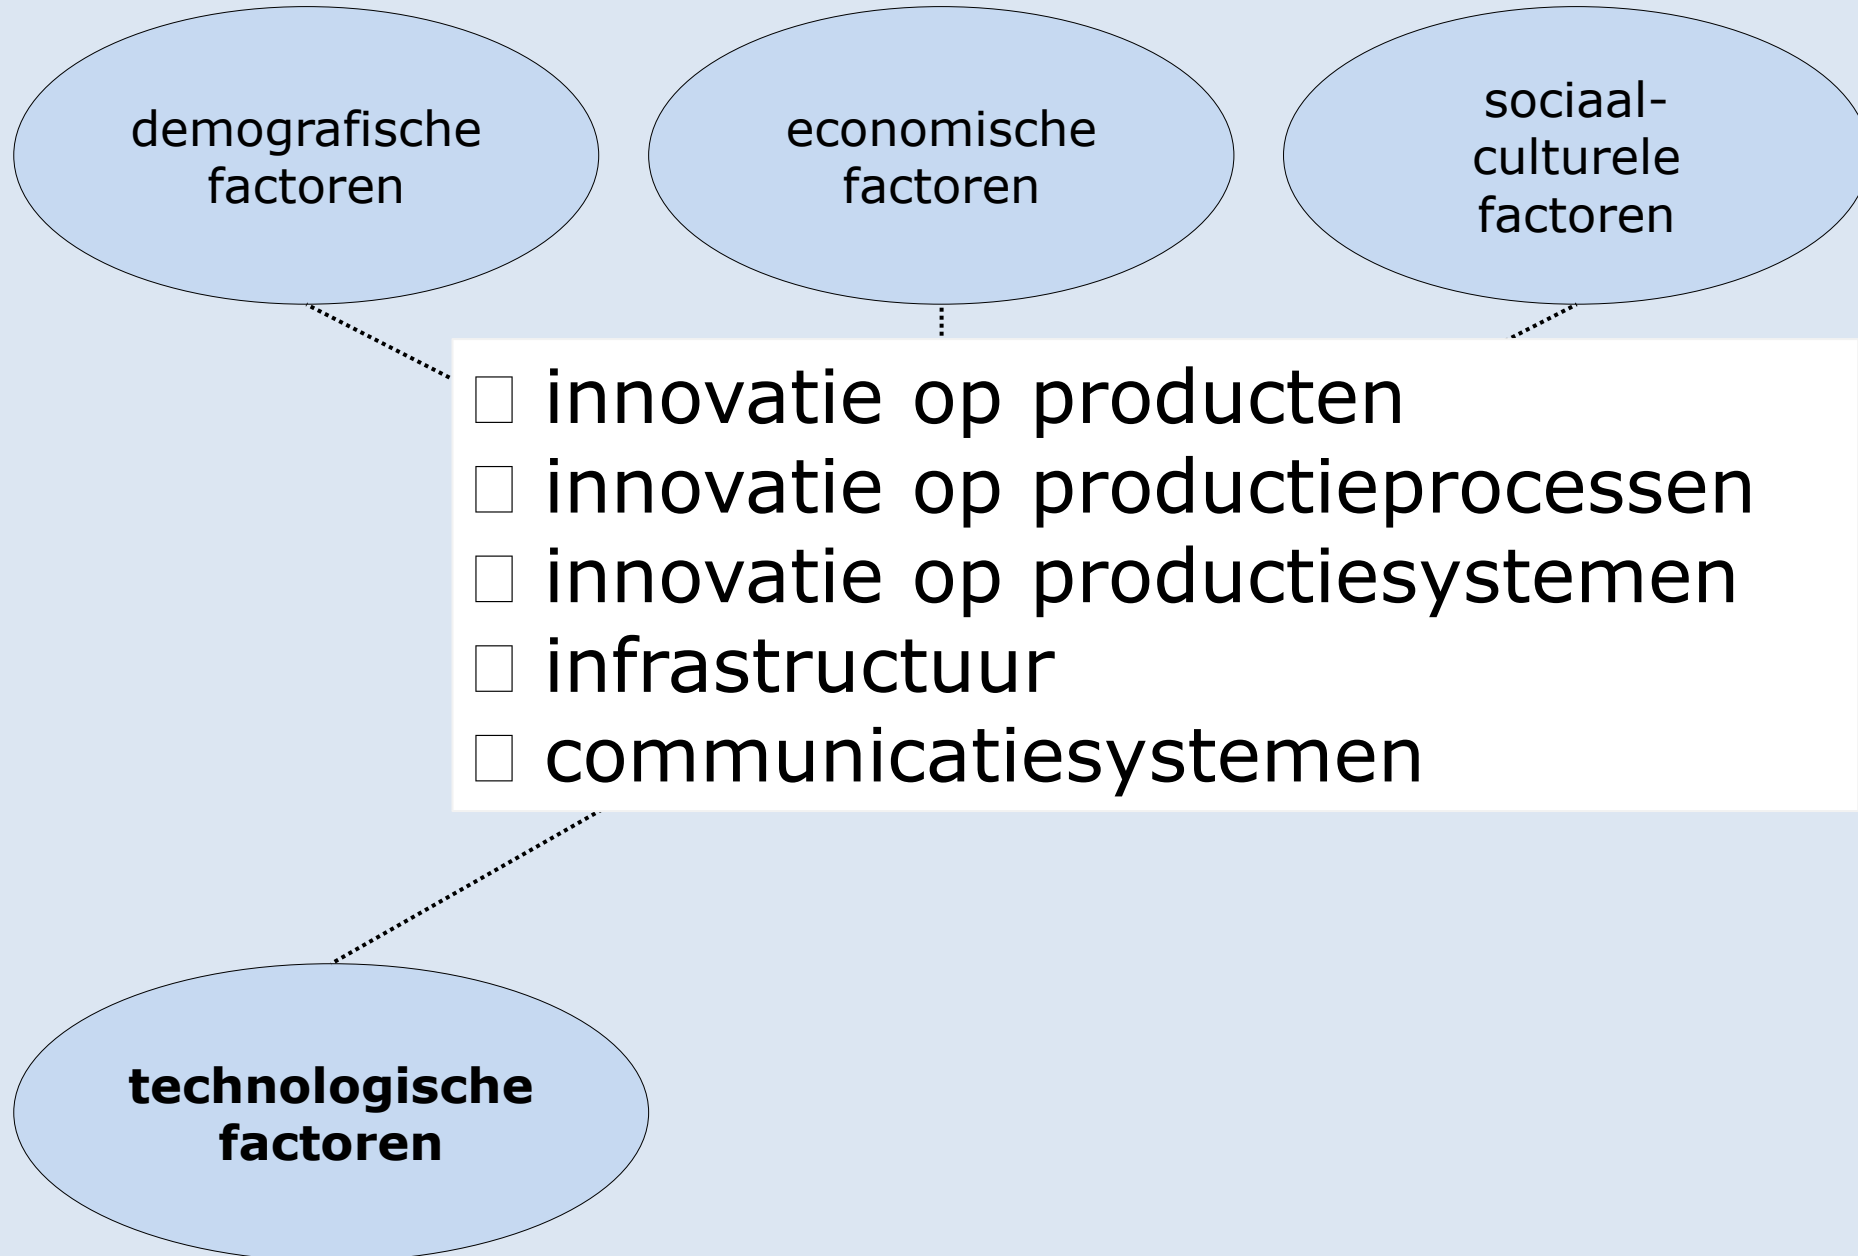 demografische
factoren
economische
factoren
sociaal-
culturele
factoren
innovatie op producten
innovatie op productieprocessen
innovatie op productiesystemen
infrastructuur
communicatiesystemen
technologische
factoren